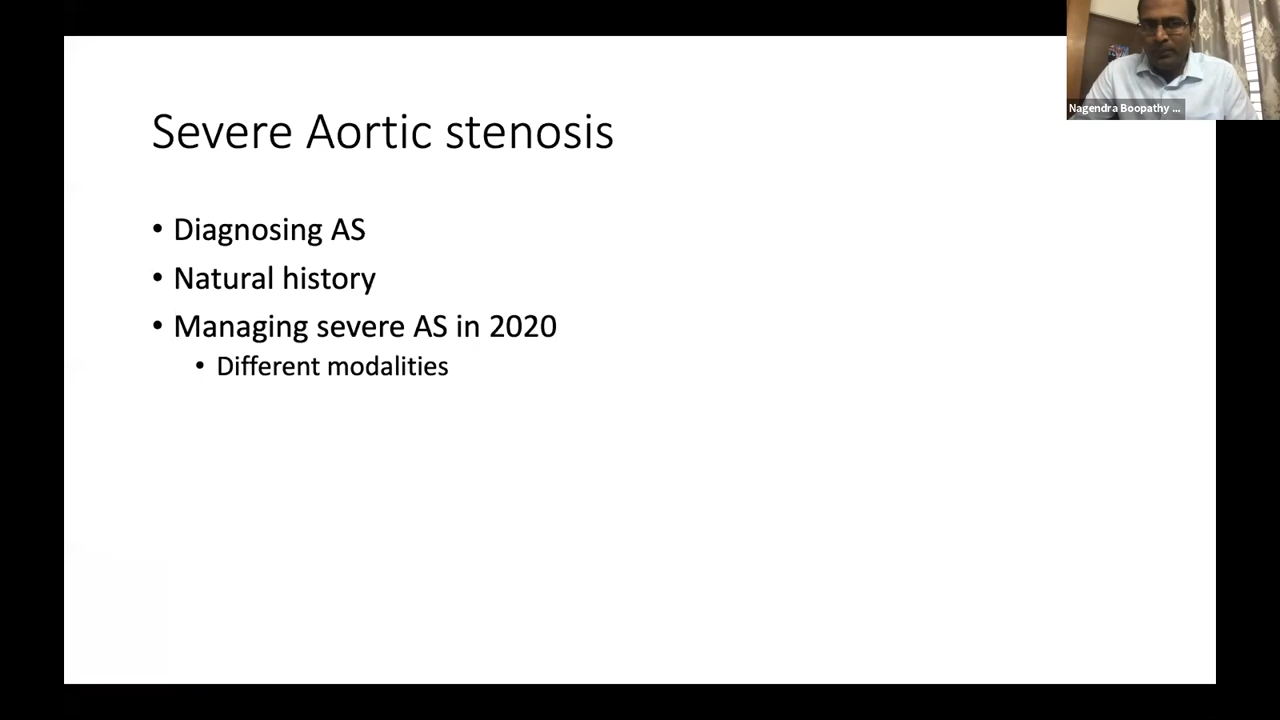 Severe Aortic stenosis
• Diagnosing AS
• Natural history
• Managing severe AS in 2020
• Different modalities
Nagendra Boopathy ...